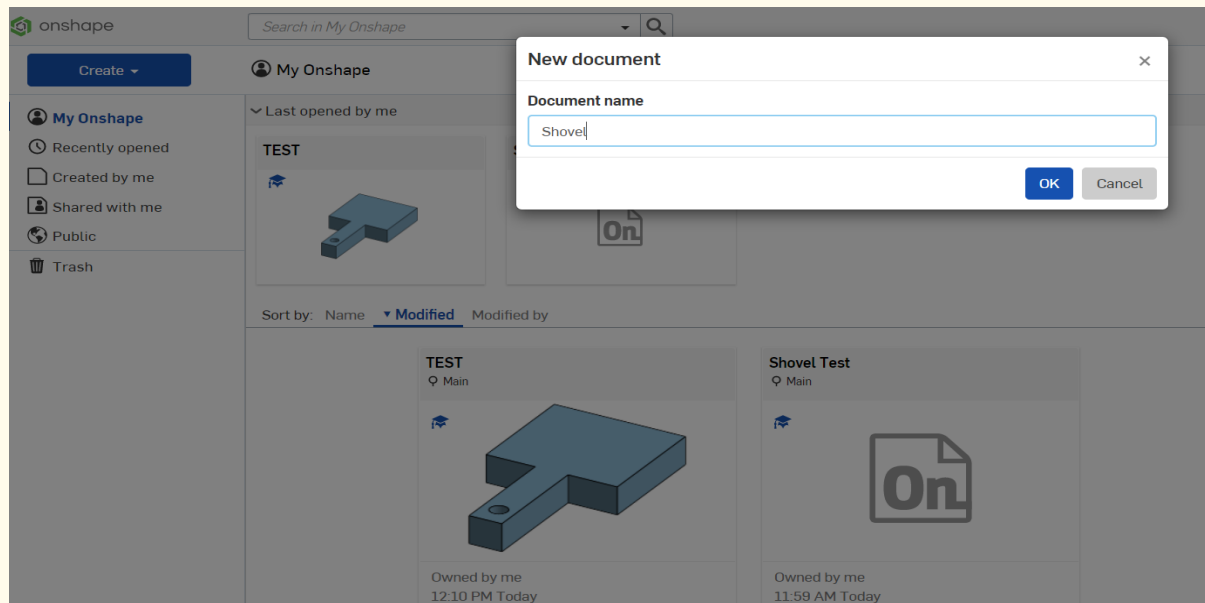 onshape
Search in My Onshape
Create
My Onshape
New document
×
Document name
Shovel
OK
Cancel
My Onshape
Recently opened
Created by me
Shared with me
Public
Trash
Last opened by me
TEST
On
Sort by: Name Modified Modified by
TEST
Main
Shovel Test
Main
On
Owned by me
12:10 PM Today
Owned by me
11:59 AM Today